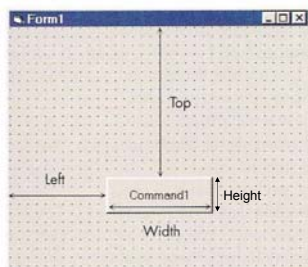 Form1
Top
Left
Command1
Height
Width